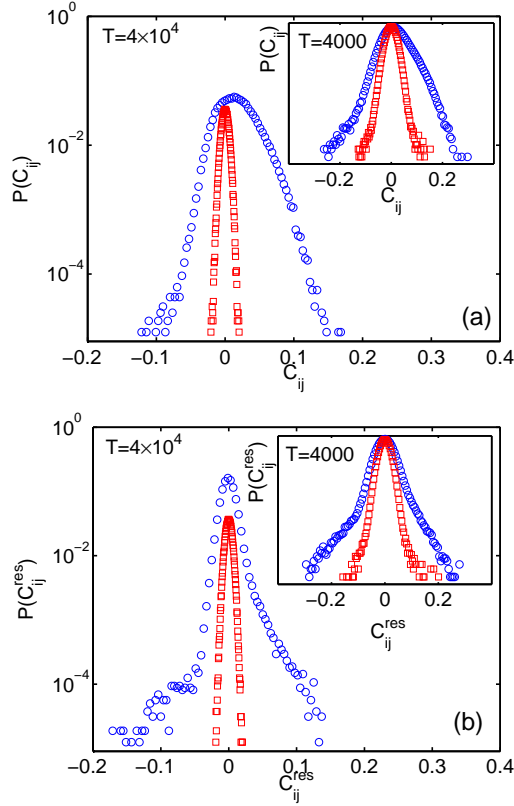 10^0
T=4×10^4
T=4000
P(C_ij)
−0.2 0 0.2
C_ij
10^−2
P(C_ij)
10^−4
(a)
−0.2 −0.1 0 0.1 0.2 0.3 0.4
C_ij
10^0
T=4×10^4
T=4000
P(C_ij^res)
−0.2 0 0.2
C_ij^res
10^−2
P(C_ij^res)
10^−4
(b)
−0.2 −0.1 0 0.1 0.2 0.3 0.4
C_ij^res